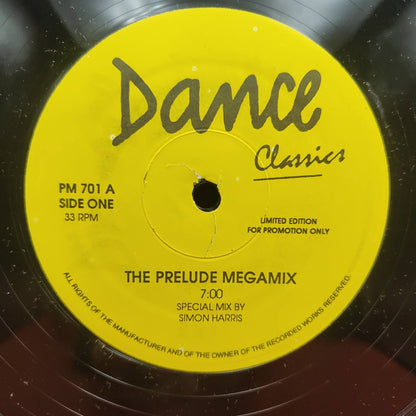 Dance
Classics
PM 701 A
SIDE ONE
33 RPM
LIMITED EDITION
FOR PROMOTION ONLY
THE PRELUDE MEGAMIX
7:00
SPECIAL MIX BY
SIMON HARRIS
ALL RIGHTS OF THE MANUFACTURER AND OF THE OWNER OF THE RECORDED WORKS RESERVED.